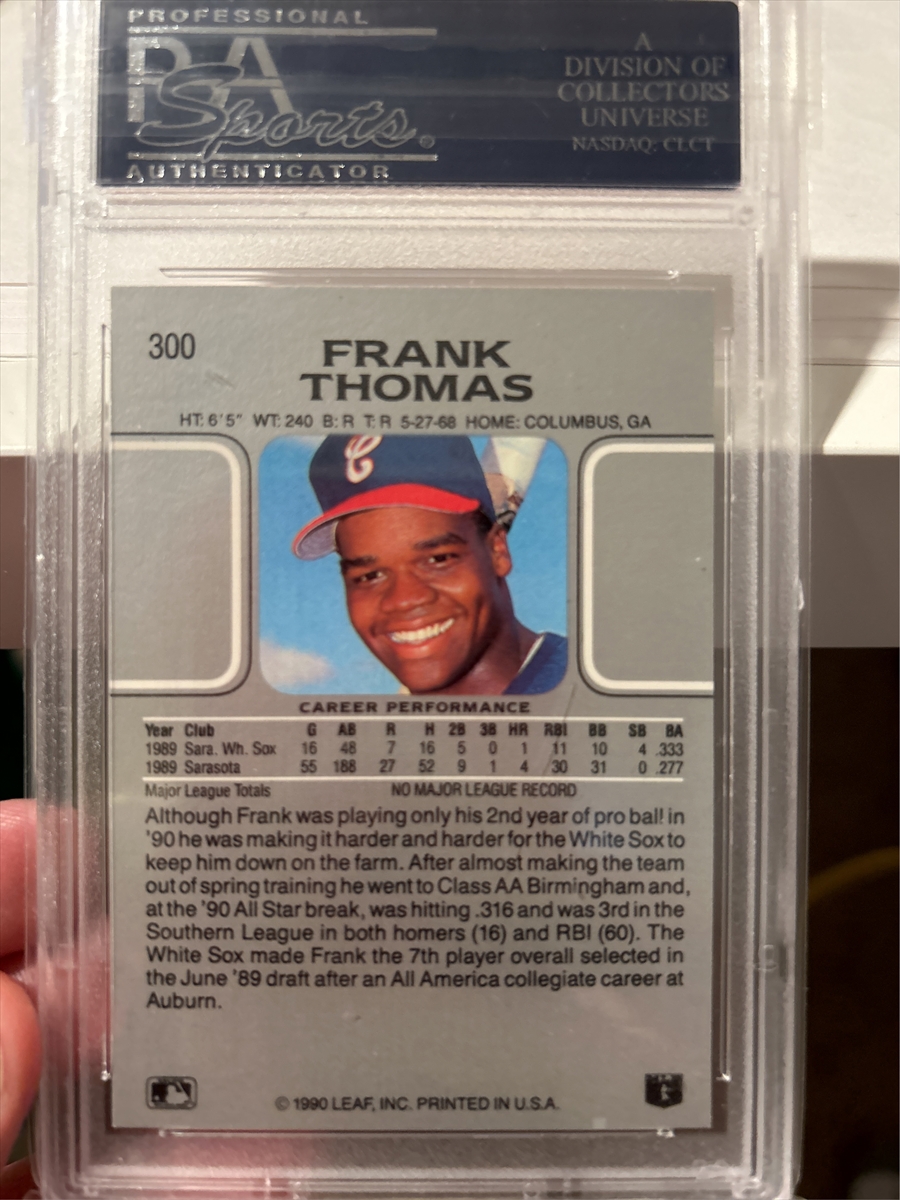 PROFESSIONAL
PSA
Sports®
AUTHENTICATOR
A
DIVISION OF
COLLECTORS
UNIVERSE
NASDAQ: CLCT
300
FRANK
THOMAS
HT: 6'5" WT: 240 B: R T: R 5-27-68 HOME: COLUMBUS, GA
C
CAREER PERFORMANCE
Year Club G AB R H 2B 3B HR RBI BB SB BA
1989 Sara. Wh. Sox 16 48 7 16 5 0 1 11 10 4 .333
1989 Sarasota 55 188 27 52 9 1 4 30 31 0 .277
Major League Totals NO MAJOR LEAGUE RECORD
Although Frank was playing only his 2nd year of pro ball in
'90 he was making it harder and harder for the White Sox to
keep him down on the farm. After almost making the team
out of spring training he went to Class AA Birmingham and,
at the '90 All Star break, was hitting .316 and was 3rd in the
Southern League in both homers (16) and RBI (60). The
White Sox made Frank the 7th player overall selected in
the June '89 draft after an All America collegiate career at
Auburn.
© 1990 LEAF, INC. PRINTED IN U.S.A.